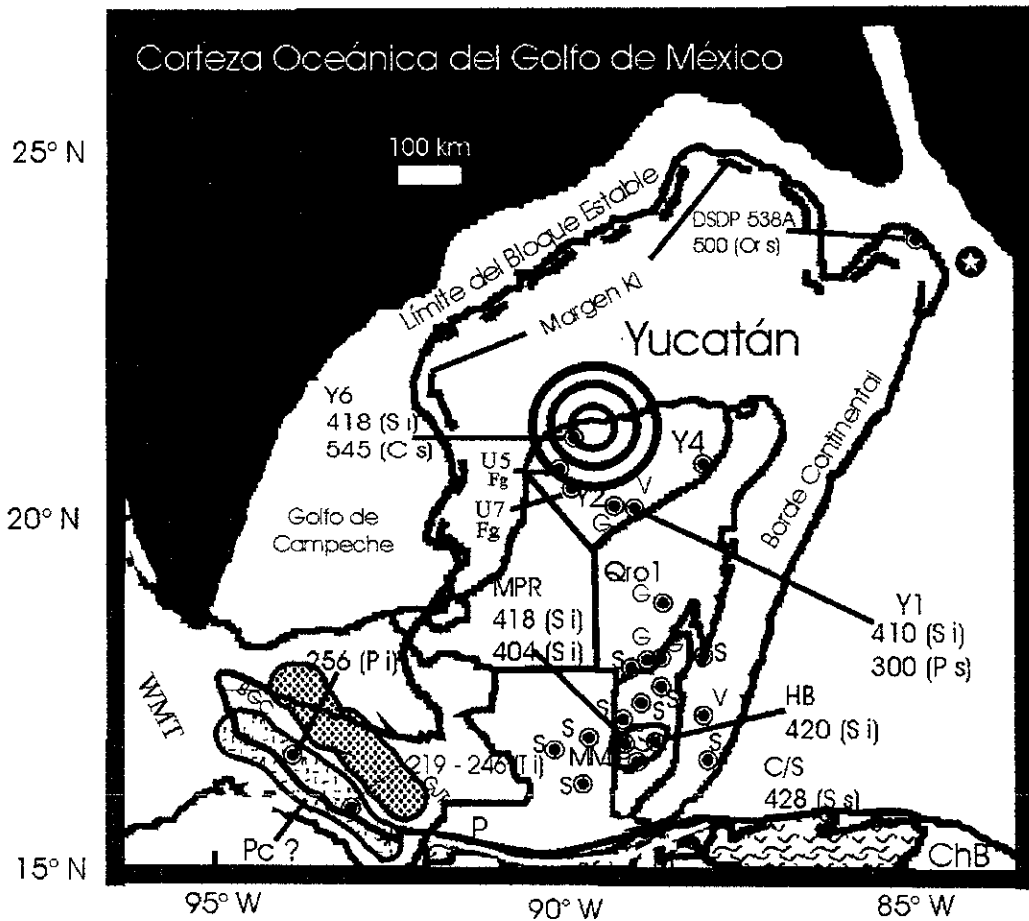 Corteza Oceánica del Golfo de México
25° N
100 km
Límite del Bloque Estable
DSDP 538A
500 (Or s)
Margen KI
Yucatán
Borde Continental
Y6
418 (S i)
545 (C s)
Y4
U5
Fg
V
Y2
U7
Fg
G
20° N
Golfo de
Campeche
Qro1
MPR
G
418 (S i)
404 (S i)
Y1
410 (S i)
300 (P s)
G
G
S
S
256 (P i)
S
WMT
BGC
V
HB
420 (S i)
S
S
S
S
MM
S
S
219 - 246 (T i)
S
C/S
428 (S s)
P
Pc ?
ChB
15° N
95° W
90° W
85° W